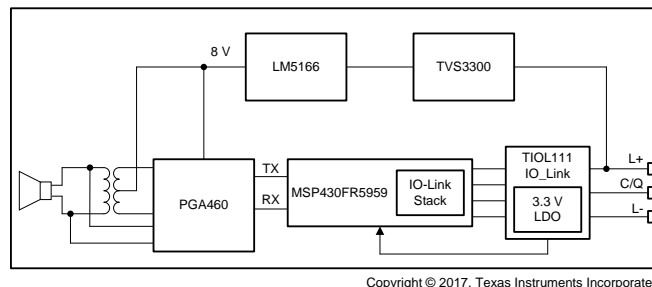 8 V
LM5166
TVS3300
TIOL111
IO_Link
L+
TX
MSP430FR5959
IO-Link
Stack
C/Q
PGA460
RX
3.3 V
LDO
L-
Copyright © 2017, Texas Instruments Incorporate